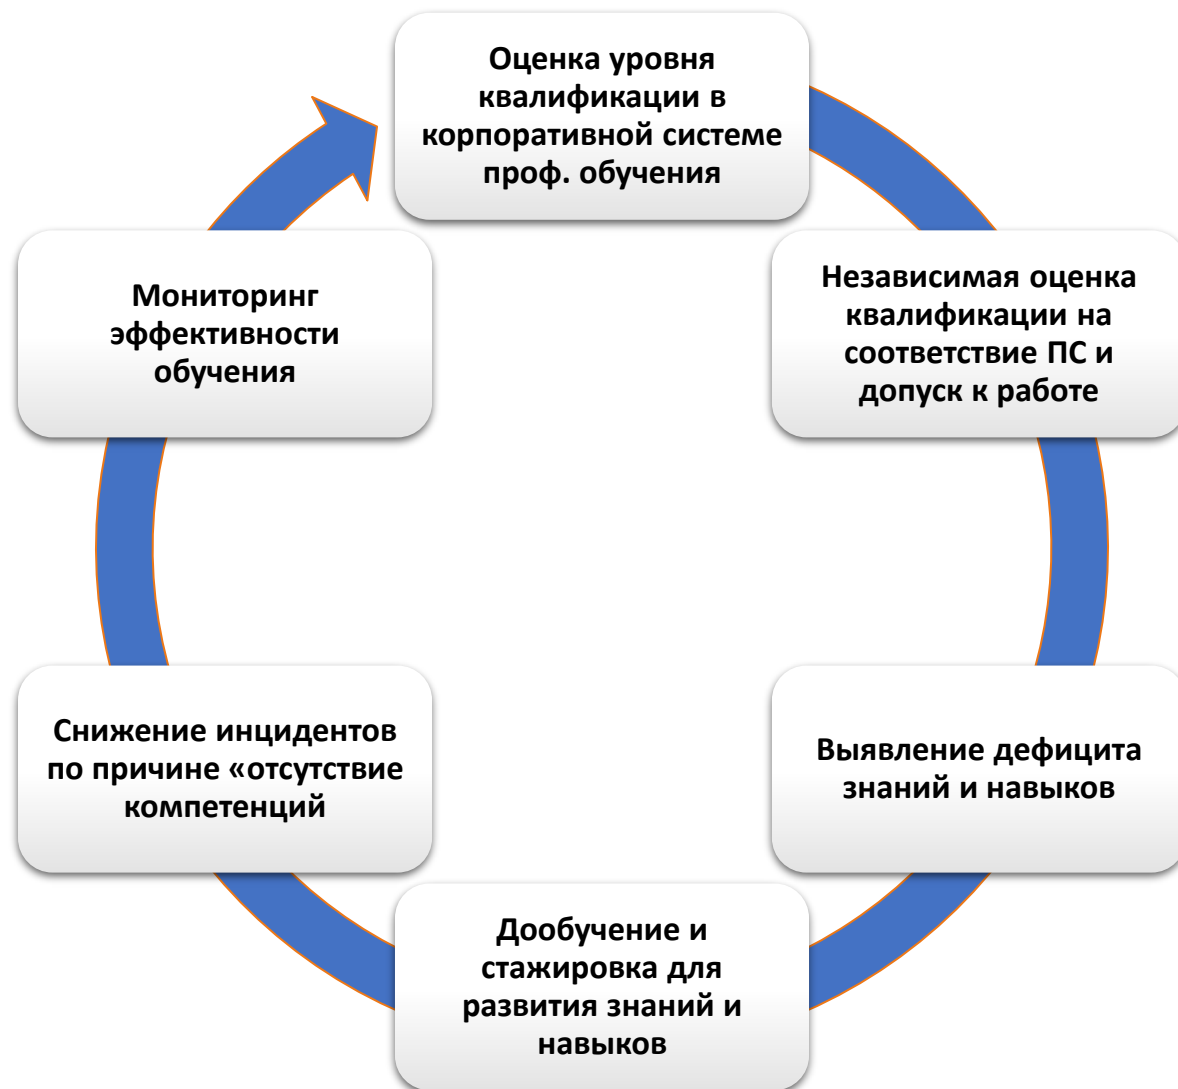 Оценка уровня
квалификации в
корпоративной системе
проф. обучения
Независимая оценка
квалификации на
соответствие ПС и
допуск к работе
Выявление дефицита
знаний и навыков
Дообучение и
стажировка для
развития знаний и
навыков
Снижение инцидентов
по причине «отсутствие
компетенций
Мониторинг
эффективности
обучения